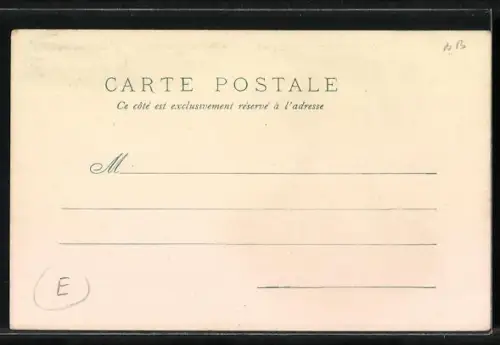 AB
CARTE POSTALE
Ce côté est exclusivement réservé à l'adresse
M
E